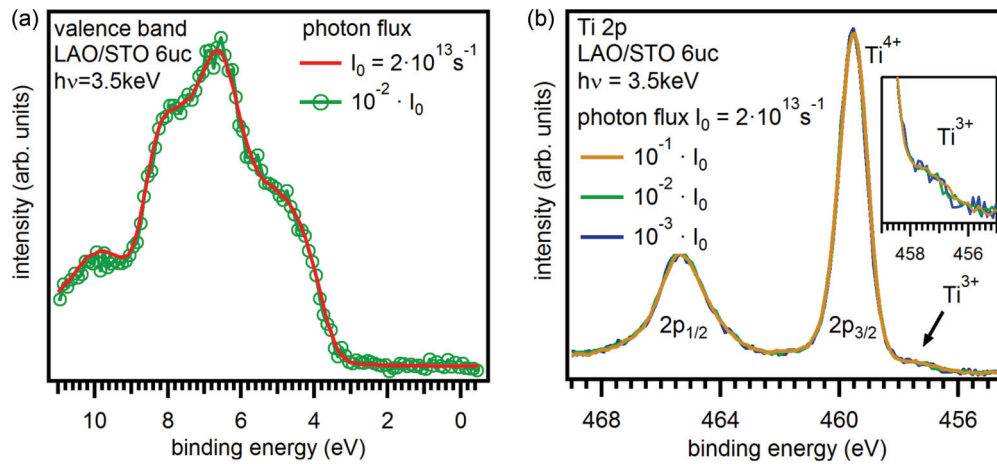 (a)
valence band
LAO/STO 6uc
hν=3.5keV
photon flux
I₀ = 2·10¹³s⁻¹
10⁻² · I₀
intensity (arb. units)
10 8 6 4 2 0
binding energy (eV)
(b)
Ti 2p
LAO/STO 6uc
hν = 3.5keV
photon flux I₀ = 2·10¹³s⁻¹
10⁻¹ · I₀
10⁻² · I₀
10⁻³ · I₀
Ti⁴⁺
Ti³⁺
458 456
Ti³⁺
2p₁/₂
2p₃/₂
intensity (arb. units)
468 464 460 456
binding energy (eV)